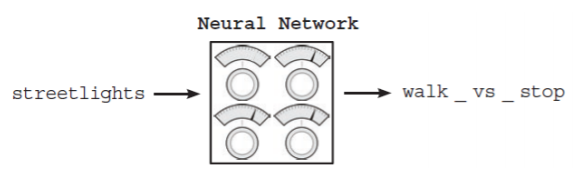 Neural Network
streetlights
walk _ vs _ stop